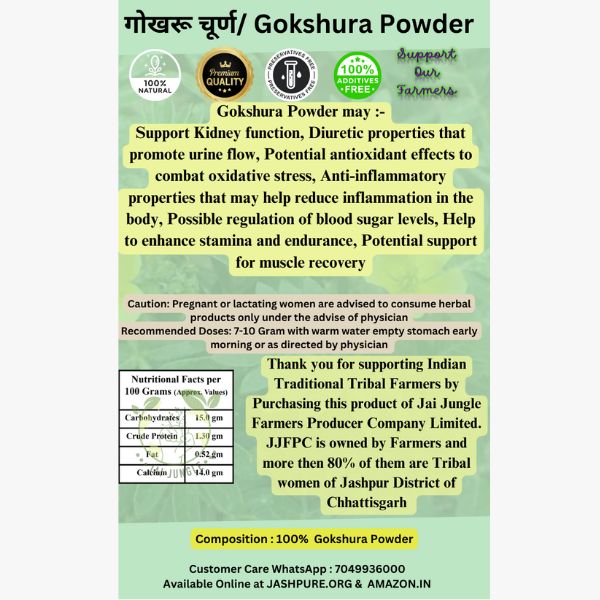 गोखरू चूर्ण/ Gokshura Powder
100%
NATURAL
Premium
QUALITY
PRESERVATIVES FREE
PRESERVATIVES FREE
100%
ADDITIVES
FREE
Support
Our
Farmers
Gokshura Powder may :-
Support Kidney function, Diuretic properties that
promote urine flow, Potential antioxidant effects to
combat oxidative stress, Anti-inflammatory
properties that may help reduce inflammation in the
body, Possible regulation of blood sugar levels, Help
to enhance stamina and endurance, Potential support
for muscle recovery
Caution: Pregnant or lactating women are advised to consume herbal
products only under the advise of physician
Recommended Doses: 7-10 Gram with warm water empty stomach early
morning or as directed by physician
Nutritional Facts per
100 Grams (Approx. Values)
Carbohydrates 15.0 gm
Crude Protein 1.30 gm
Fat 0.52 gm
Calcium 14.0 gm
JUNGLE
Thank you for supporting Indian
Traditional Tribal Farmers by
Purchasing this product of Jai Jungle
Farmers Producer Company Limited.
JJFPC is owned by Farmers and
more then 80% of them are Tribal
women of Jashpur District of
Chhattisgarh
Composition : 100% Gokshura Powder
Customer Care WhatsApp : 7049936000
Available Online at JASHPURE.ORG & AMAZON.IN